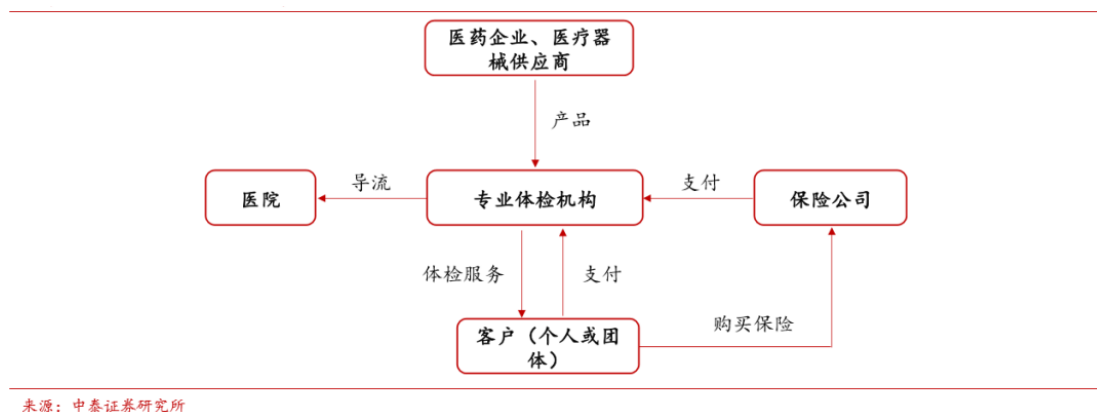 医药企业、医疗器
械供应商
产品
医院
导流
专业体检机构
支付
保险公司
体检服务
支付
购买保险
客户（个人或团
体）
来源：中泰证券研究所